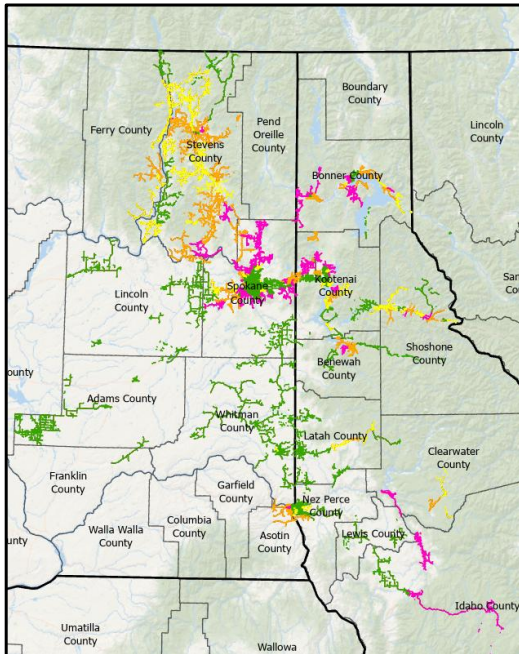 Boundary
County
Lincoln
County
Ferry County
Pend
Oreille
County
Stevens
County
Bonner County
Spokane
County
Kootenai
County
Lincoln
County
Shoshone
County
Benewah
County
ounty
Adams County
Whitman
County
Latah County
Clearwater
County
Franklin
County
Garfield
County
Nez Perce
County
Walla Walla
County
Columbia
County
Asotin
County
Lewis County
unty
Idaho County
Umatilla
County
Wallowa